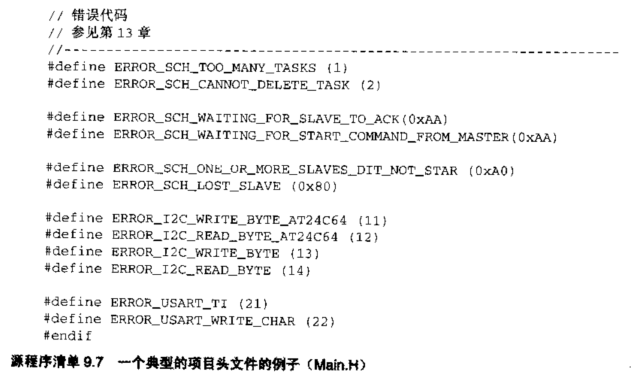 // 错误代码
// 参见第 13 章
//------------------------------------------------------------------
#define ERROR_SCH_TOO_MANY_TASKS (1)
#define ERROR_SCH_CANNOT_DELETE_TASK (2)
#define ERROR_SCH_WAITING_FOR_SLAVE_TO_ACK(0xAA)
#define ERROR_SCH_WAITING_FOR_START_COMMAND_FROM_MASTER(0xAA)
#define ERROR_SCH_ONE_OR_MORE_SLAVES_DIT_NOT_STAR (0xA0)
#define ERROR_SCH_LOST_SLAVE (0x80)
#define ERROR_I2C_WRITE_BYTE_AT24C64 (11)
#define ERROR_I2C_READ_BYTE_AT24C64 (12)
#define ERROR_I2C_WRITE_BYTE (13)
#define ERROR_I2C_READ_BYTE (14)
#define ERROR_USART_TI (21)
#define ERROR_USART_WRITE_CHAR (22)
#endif
源程序清单 9.7 一个典型的项目头文件的例子（Main.H）